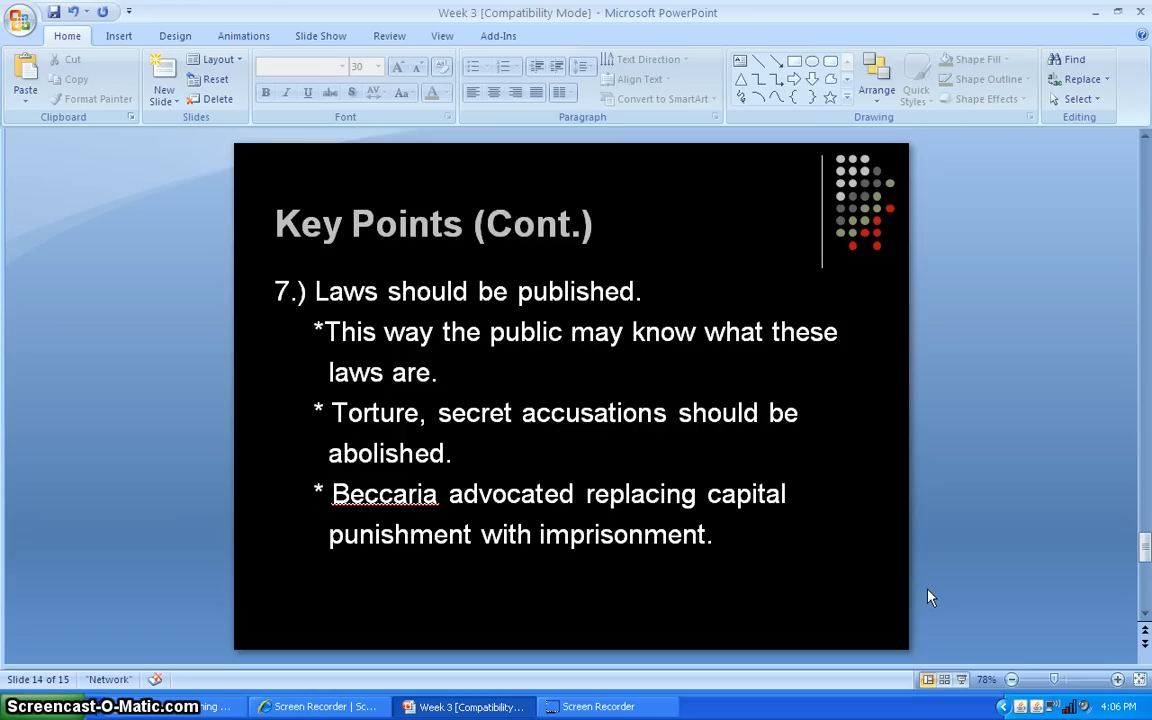 Week 3 [Compatibility Mode] - Microsoft PowerPoint
Home Insert Design Animations Slide Show Review View Add-Ins
Cut Layout 30 Text Direction Shape Fill Find
Copy Reset Align Text Shape Outline Replace
Paste Format Painter New Slide Delete B I U abc S AV Aa A Convert to SmartArt Arrange Quick Styles Shape Effects Select
Clipboard Slides Font Paragraph Drawing Editing
Key Points (Cont.)
7.) Laws should be published.
*This way the public may know what these
laws are.
* Torture, secret accusations should be
abolished.
* Beccaria advocated replacing capital
punishment with imprisonment.
Slide 14 of 15 "Network" 78%
Screencast-O-Matic.com Screen Recorder | Sc... Week 3 [Compatibility... Screen Recorder 4:06 PM